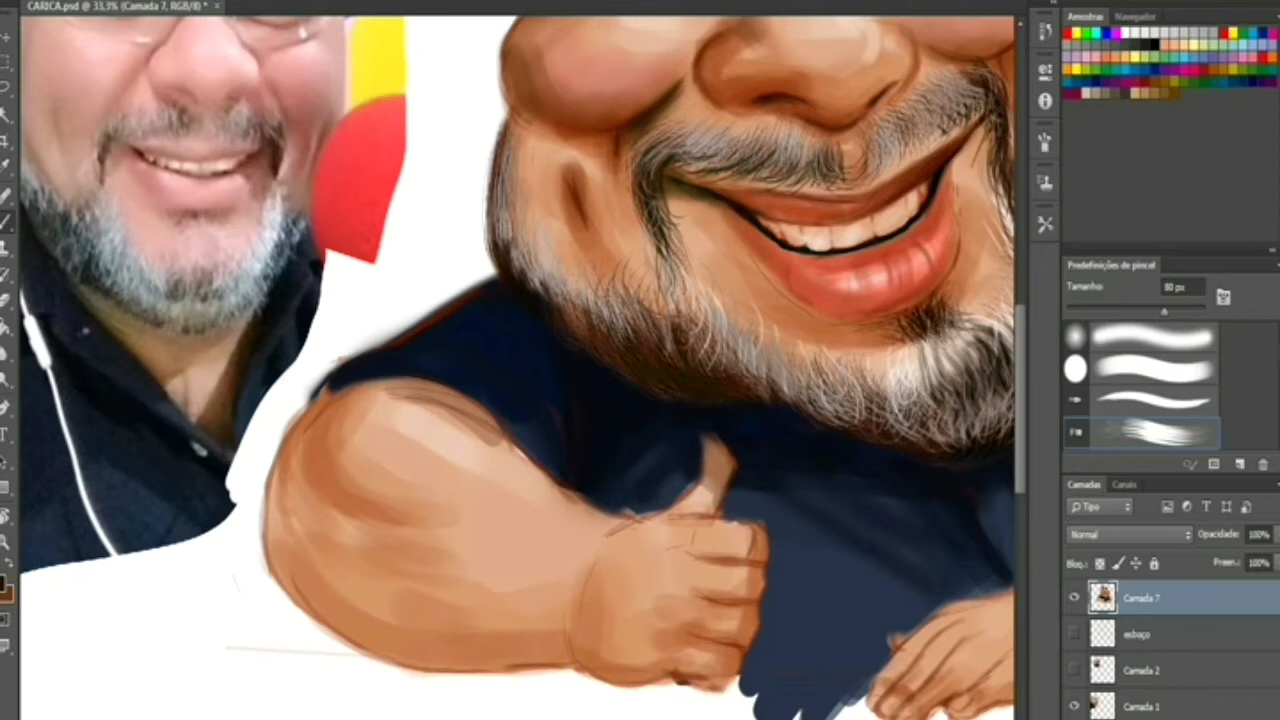 CARICA.psd @ 33,3% (Camada 7, RGB/8) * ×
Amostras Navegador
Predefinições de pincel
Tamanho: 80 px
Camadas Canais
Tipo
Normal Opacidade: 100%
Bloq.: Preen.: 100%
Camada 7
esboço
Camada 2
Camada 1